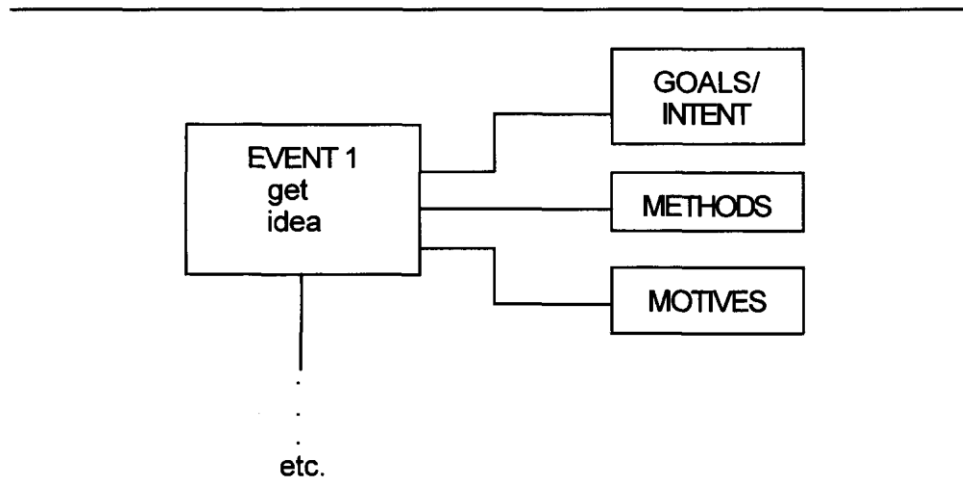 GOALS/
INTENT
EVENT 1
get
idea
METHODS
MOTIVES
.
.
.
etc.